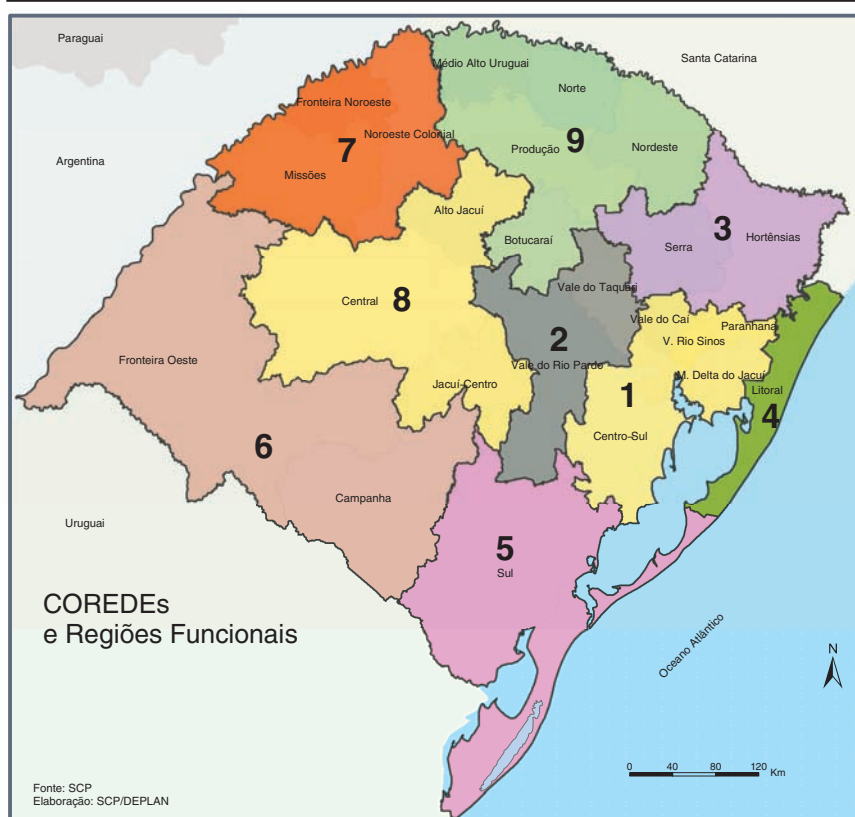 Paraguai
Santa Catarina
Médio Alto Uruguai
Norte
Fronteira Noroeste
Noroeste Colonial
7
Missões
Argentina
Produção
9
Nordeste
Alto Jacuí
Botucaraí
3
Serra
Hortênsias
Central
8
Vale do Taquari
Vale do Caí
Paranhana
V. Rio Sinos
2
Vale do Rio Pardo
Fronteira Oeste
M. Delta do Jacuí
Jacuí-Centro
1
Litoral
4
Centro-Sul
6
Campanha
Uruguai
5
Sul
COREDEs
e Regiões Funcionais
Oceano Atlântico
N
0 40 80 120
Km
Fonte: SCP
Elaboração: SCP/DEPLAN